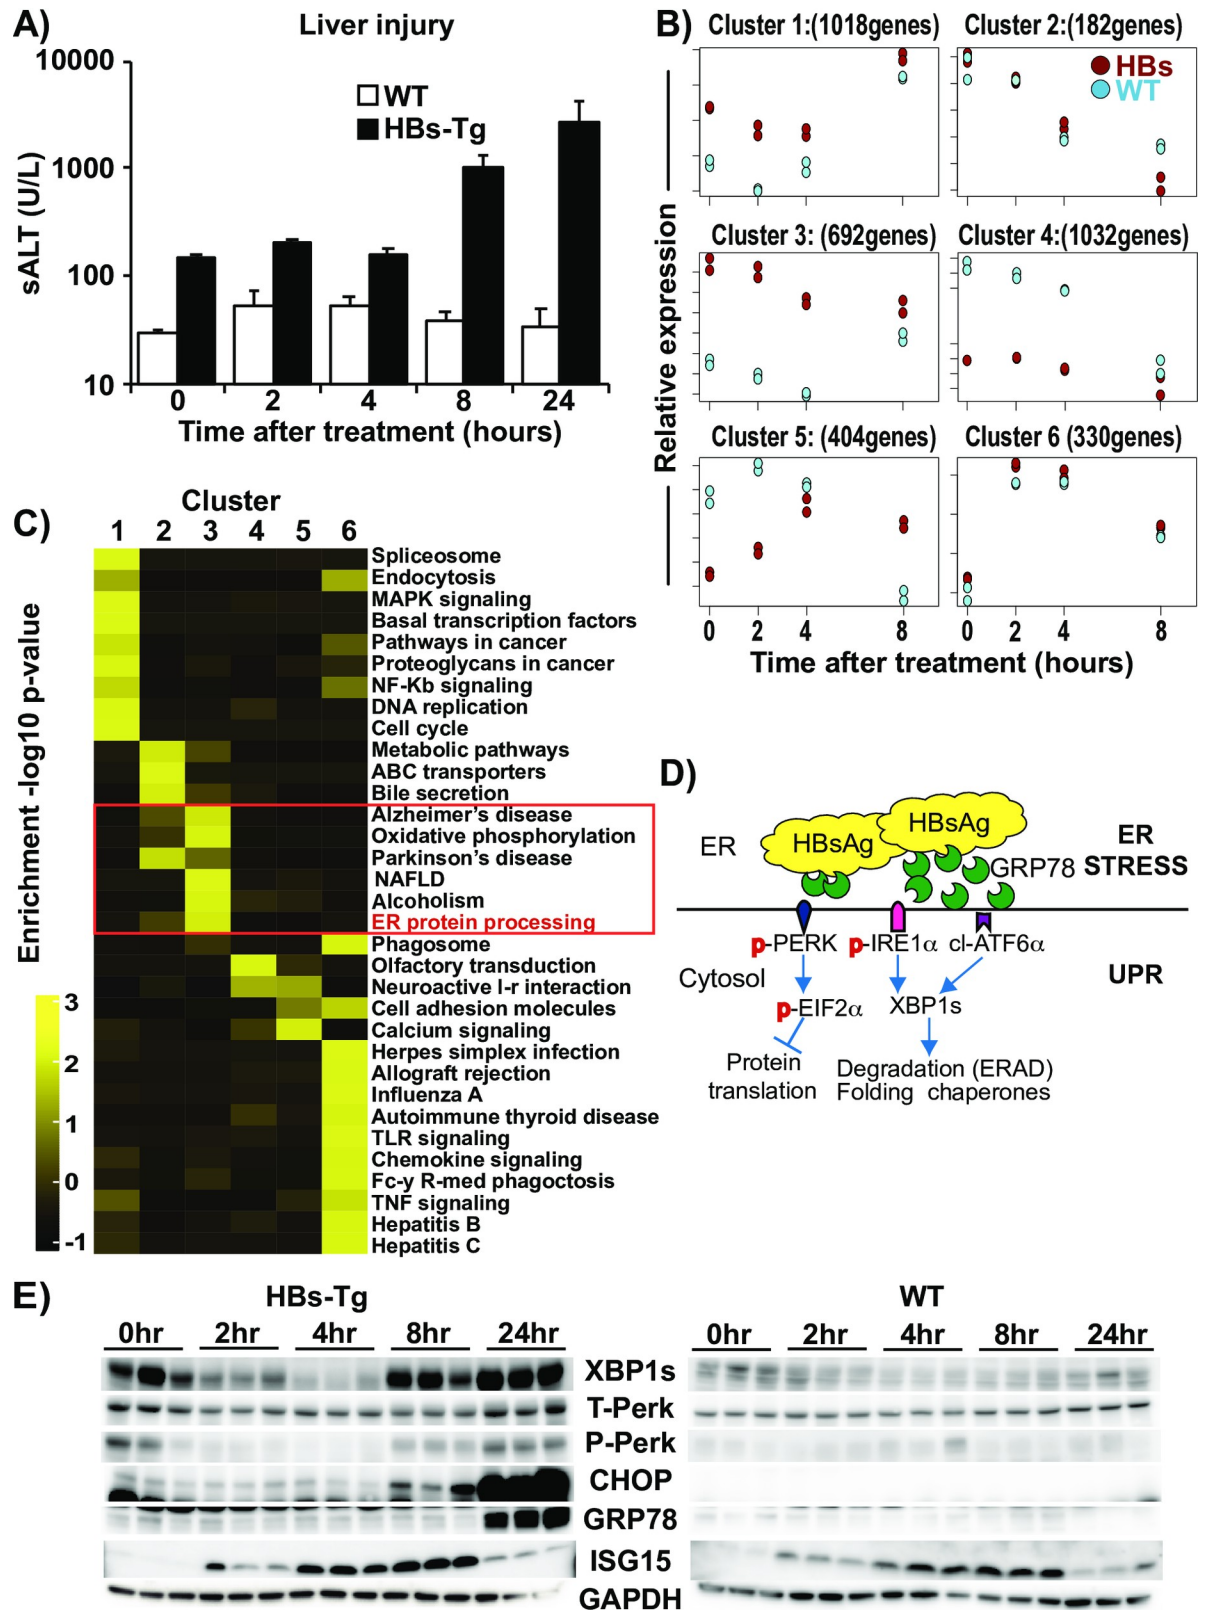 A)
Liver injury
10000
1000
100
10
sALT (U/L)
WT
HBs-Tg
0 2 4 8 24
Time after treatment (hours)
B)
Cluster 1:(1018genes)
Cluster 2:(182genes)
HBs
WT
Cluster 3: (692genes)
Cluster 4:(1032genes)
Cluster 5: (404genes)
Cluster 6 (330genes)
Relative expression
0 2 4 8
0 2 4 8
Time after treatment (hours)
C)
Cluster
1 2 3 4 5 6
Enrichment -log10 p-value
Spliceosome
Endocytosis
MAPK signaling
Basal transcription factors
Pathways in cancer
Proteoglycans in cancer
NF-Kb signaling
DNA replication
Cell cycle
Metabolic pathways
ABC transporters
Bile secretion
Alzheimer's disease
Oxidative phosphorylation
Parkinson's disease
NAFLD
Alcoholism
ER protein processing
Phagosome
Olfactory transduction
Neuroactive l-r interaction
Cell adhesion molecules
Calcium signaling
Herpes simplex infection
Allograft rejection
Influenza A
Autoimmune thyroid disease
TLR signaling
Chemokine signaling
Fc-y R-med phagoctosis
TNF signaling
Hepatitis B
Hepatitis C
3
2
1
0
-1
D)
HBsAg
HBsAg
ER
ER
STRESS
GRP78
p-PERK
p-IRE1α
cl-ATF6α
Cytosol
UPR
p-EIF2α
XBP1s
Protein
translation
Degradation (ERAD)
Folding chaperones
E)
HBs-Tg
WT
0hr 2hr 4hr 8hr 24hr
0hr 2hr 4hr 8hr 24hr
XBP1s
T-Perk
P-Perk
CHOP
GRP78
ISG15
GAPDH